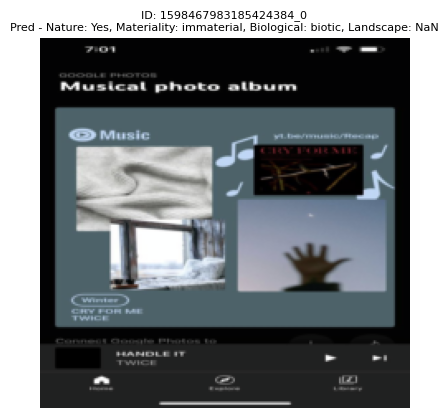 ID: 1598467983185424384_0
Pred - Nature: Yes, Materiality: immaterial, Biological: biotic, Landscape: NaN
7:01
GOOGLE PHOTOS
Musical photo album
Music
yt.be/music/Recap
CRY FOR ME
Winter
CRY FOR ME
TWICE
Connect Google Photos to
HANDLE IT
TWICE
Home
Explore
Library